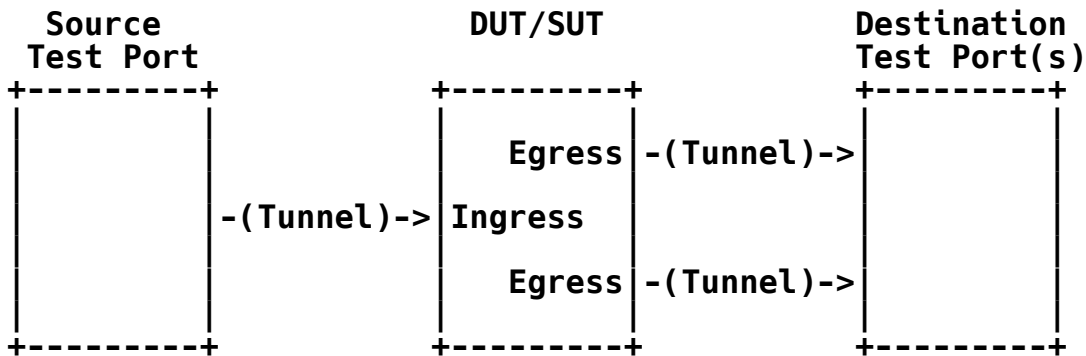 Source DUT/SUT Destination
Test Port Test Port(s)
+---------+ +---------+ +---------+
| | | | | |
| | | Egress|-(Tunnel)->| |
| | | | | |
| |-(Tunnel)->|Ingress | | |
| | | | | |
| | | Egress|-(Tunnel)->| |
| | | | | |
+---------+ +---------+ +---------+